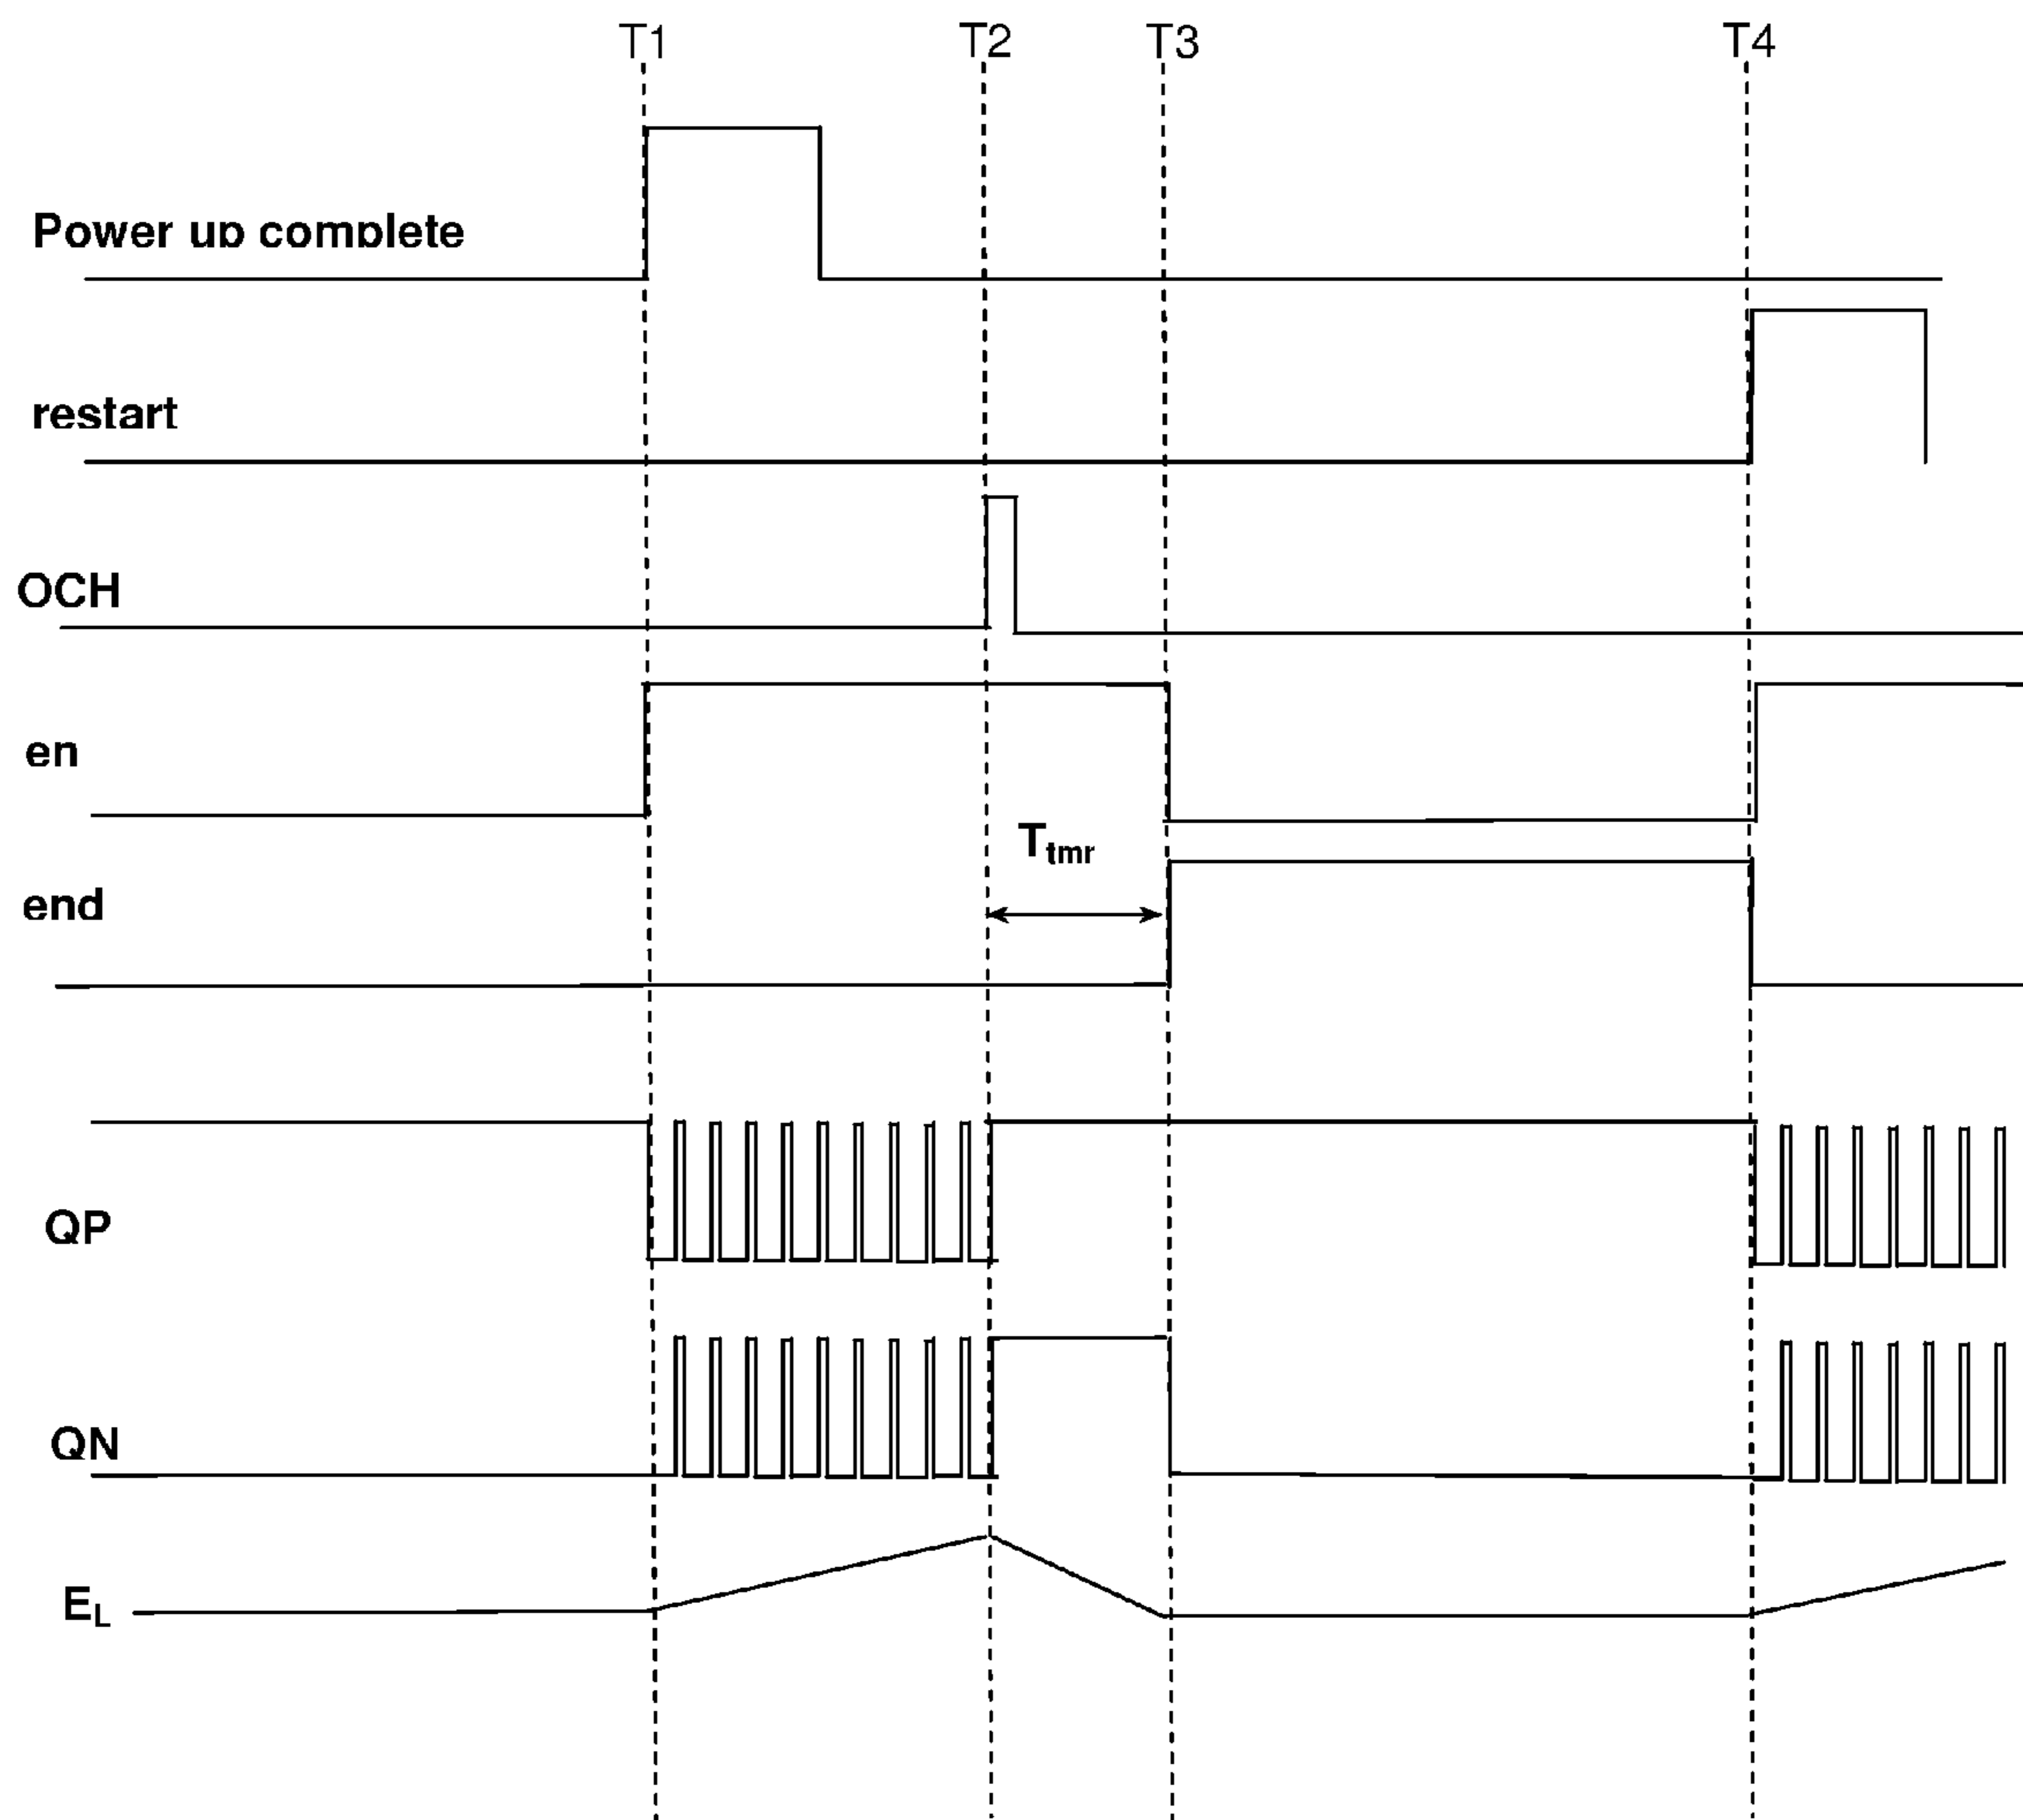 T1 T2 T3 T4
Power up complete
restart
OCH
en
Ttmr
end
QP
QN
EL